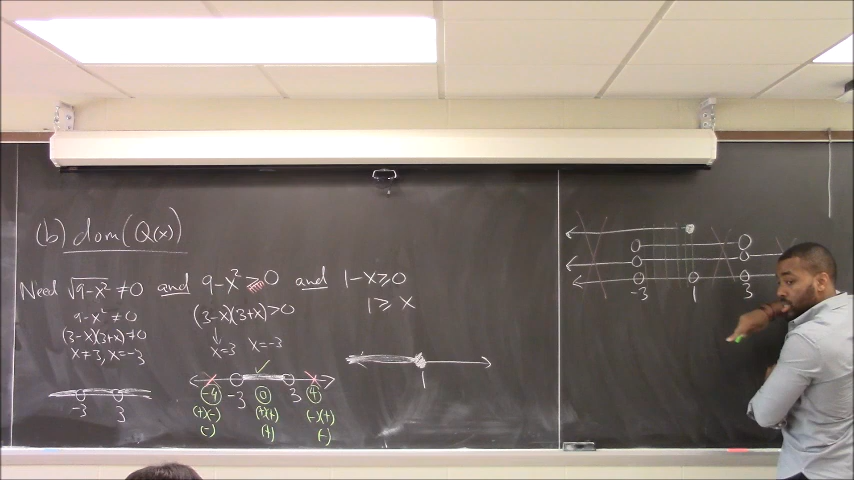 (b) dom(Q(x))
Need √9-x² ≠ 0 and 9-x² ≥ 0 and 1-x ≥ 0
9-x² ≠ 0
(3-x)(3+x) ≠ 0
x ≠ 3, x = -3
(3-x)(3+x) > 0
x=3 x=-3
1 ≥ x
-3 3
-4 -3 0 3 4
(+)(-) (+)(+) (-)(+)
(-) (+) (-)
1
-3 1 3